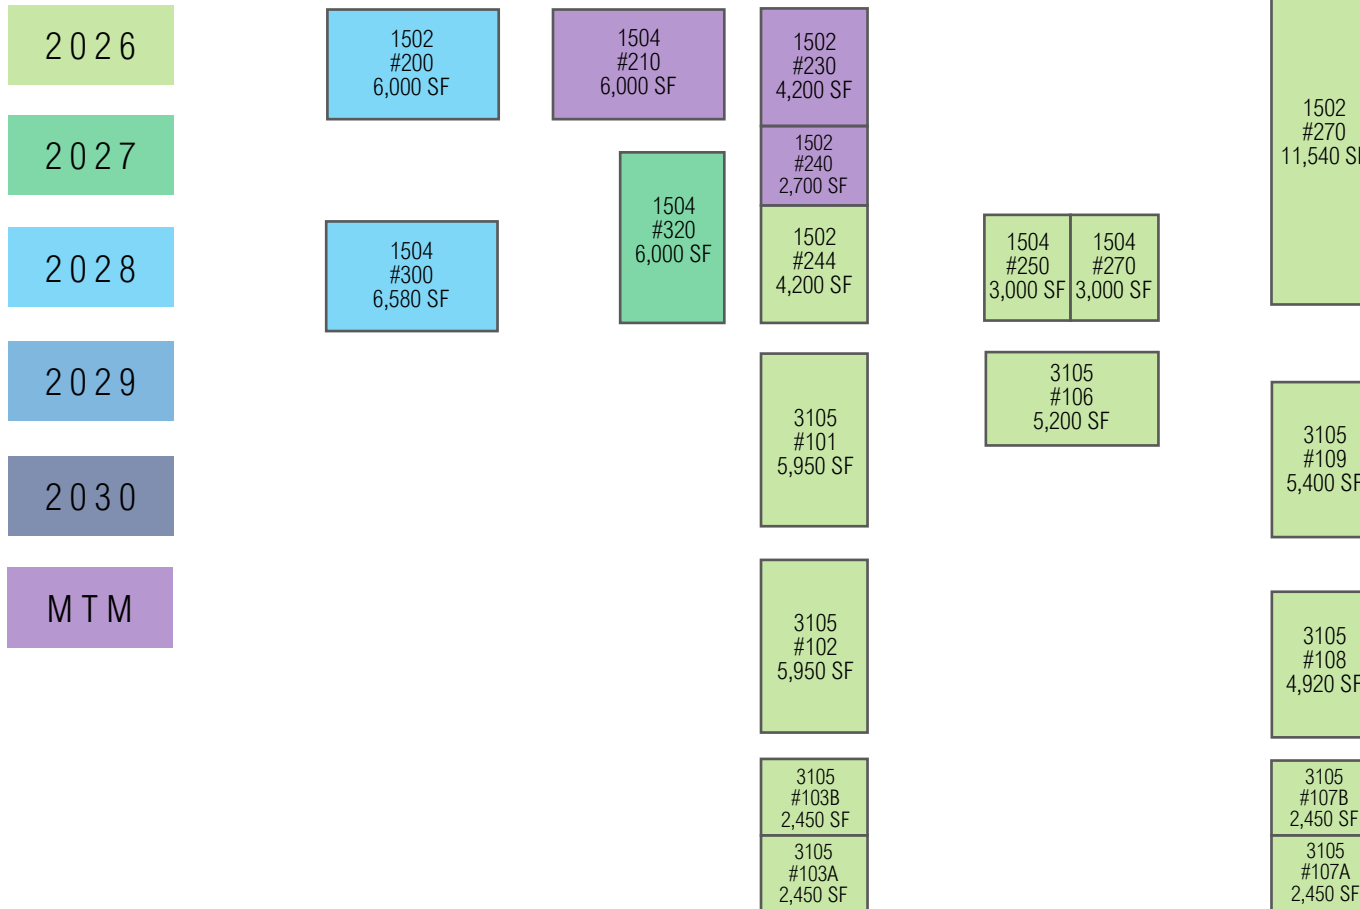 2026
2027
2028
2029
2030
MTM
1502
#200
6,000 SF
1504
#300
6,580 SF
1504
#210
6,000 SF
1504
#320
6,000 SF
1502
#230
4,200 SF
1502
#240
2,700 SF
1502
#244
4,200 SF
3105
#101
5,950 SF
3105
#102
5,950 SF
3105
#103B
2,450 SF
3105
#103A
2,450 SF
1504
#250
3,000 SF
1504
#270
3,000 SF
3105
#106
5,200 SF
1502
#270
11,540 SF
3105
#109
5,400 SF
3105
#108
4,920 SF
3105
#107B
2,450 SF
3105
#107A
2,450 SF